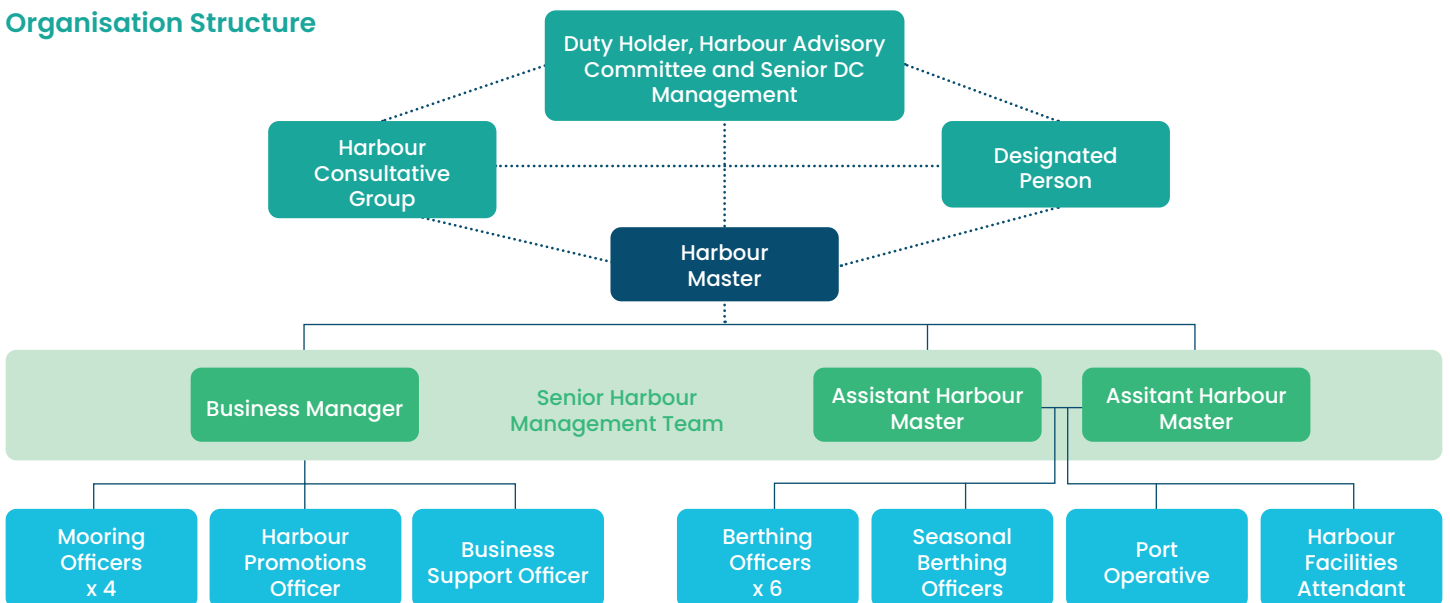 Organisation Structure
Duty Holder, Harbour Advisory
Committee and Senior DC
Management
Harbour
Consultative
Group
Designated
Person
Harbour
Master
Business Manager
Senior Harbour
Management Team
Assistant Harbour
Master
Assitant Harbour
Master
Mooring
Officers
x 4
Harbour
Promotions
Officer
Business
Support Officer
Berthing
Officers
x 6
Seasonal
Berthing
Officers
Port
Operative
Harbour
Facilities
Attendant